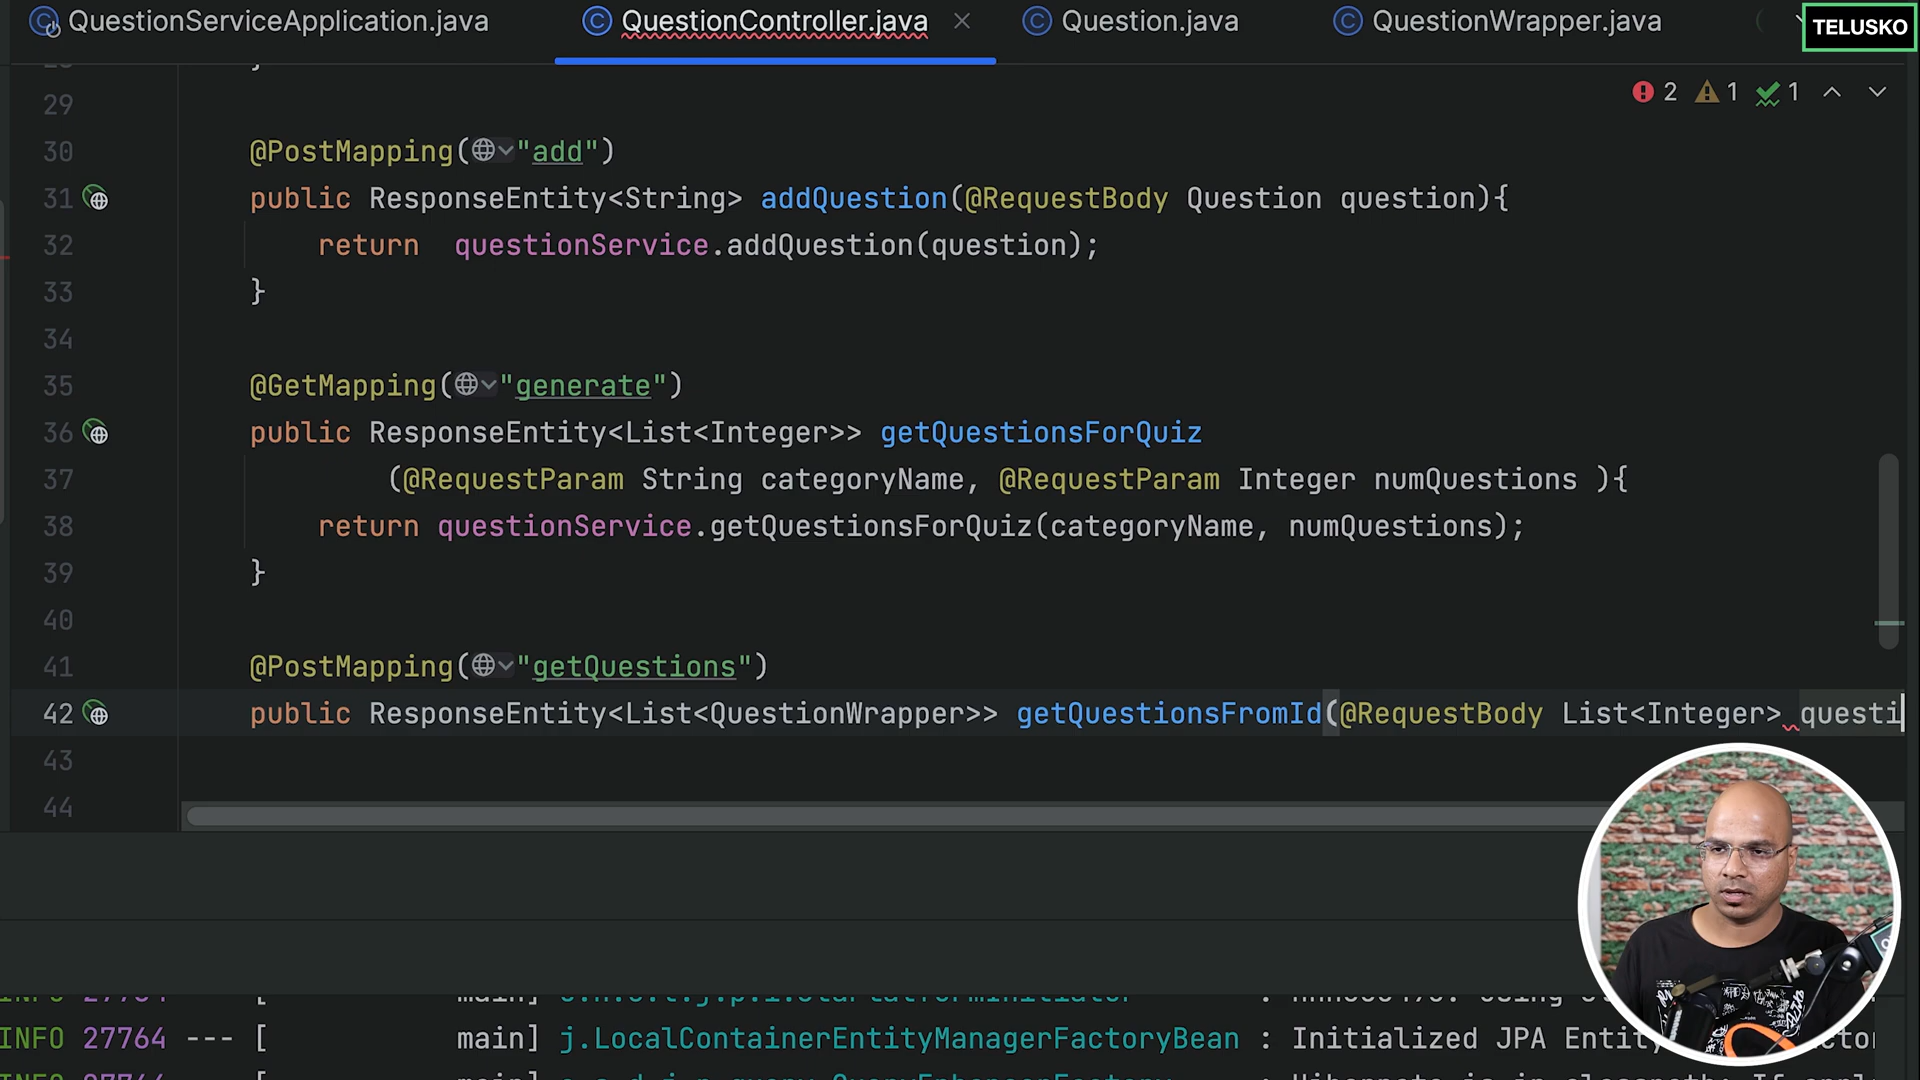 QuestionServiceApplication.java QuestionController.java Question.java QuestionWrapper.java TELUSKO
2 1 1
29
30 @PostMapping("add")
31 public ResponseEntity<String> addQuestion(@RequestBody Question question){
32 return questionService.addQuestion(question);
33 }
34
35 @GetMapping("generate")
36 public ResponseEntity<List<Integer>> getQuestionsForQuiz
37 (@RequestParam String categoryName, @RequestParam Integer numQuestions ){
38 return questionService.getQuestionsForQuiz(categoryName, numQuestions);
39 }
40
41 @PostMapping("getQuestions")
42 public ResponseEntity<List<QuestionWrapper>> getQuestionsFromId(@RequestBody List<Integer> questi
43
44
INFO 27764 --- [ main] j.LocalContainerEntityManagerFactoryBean : Initialized JPA Entity